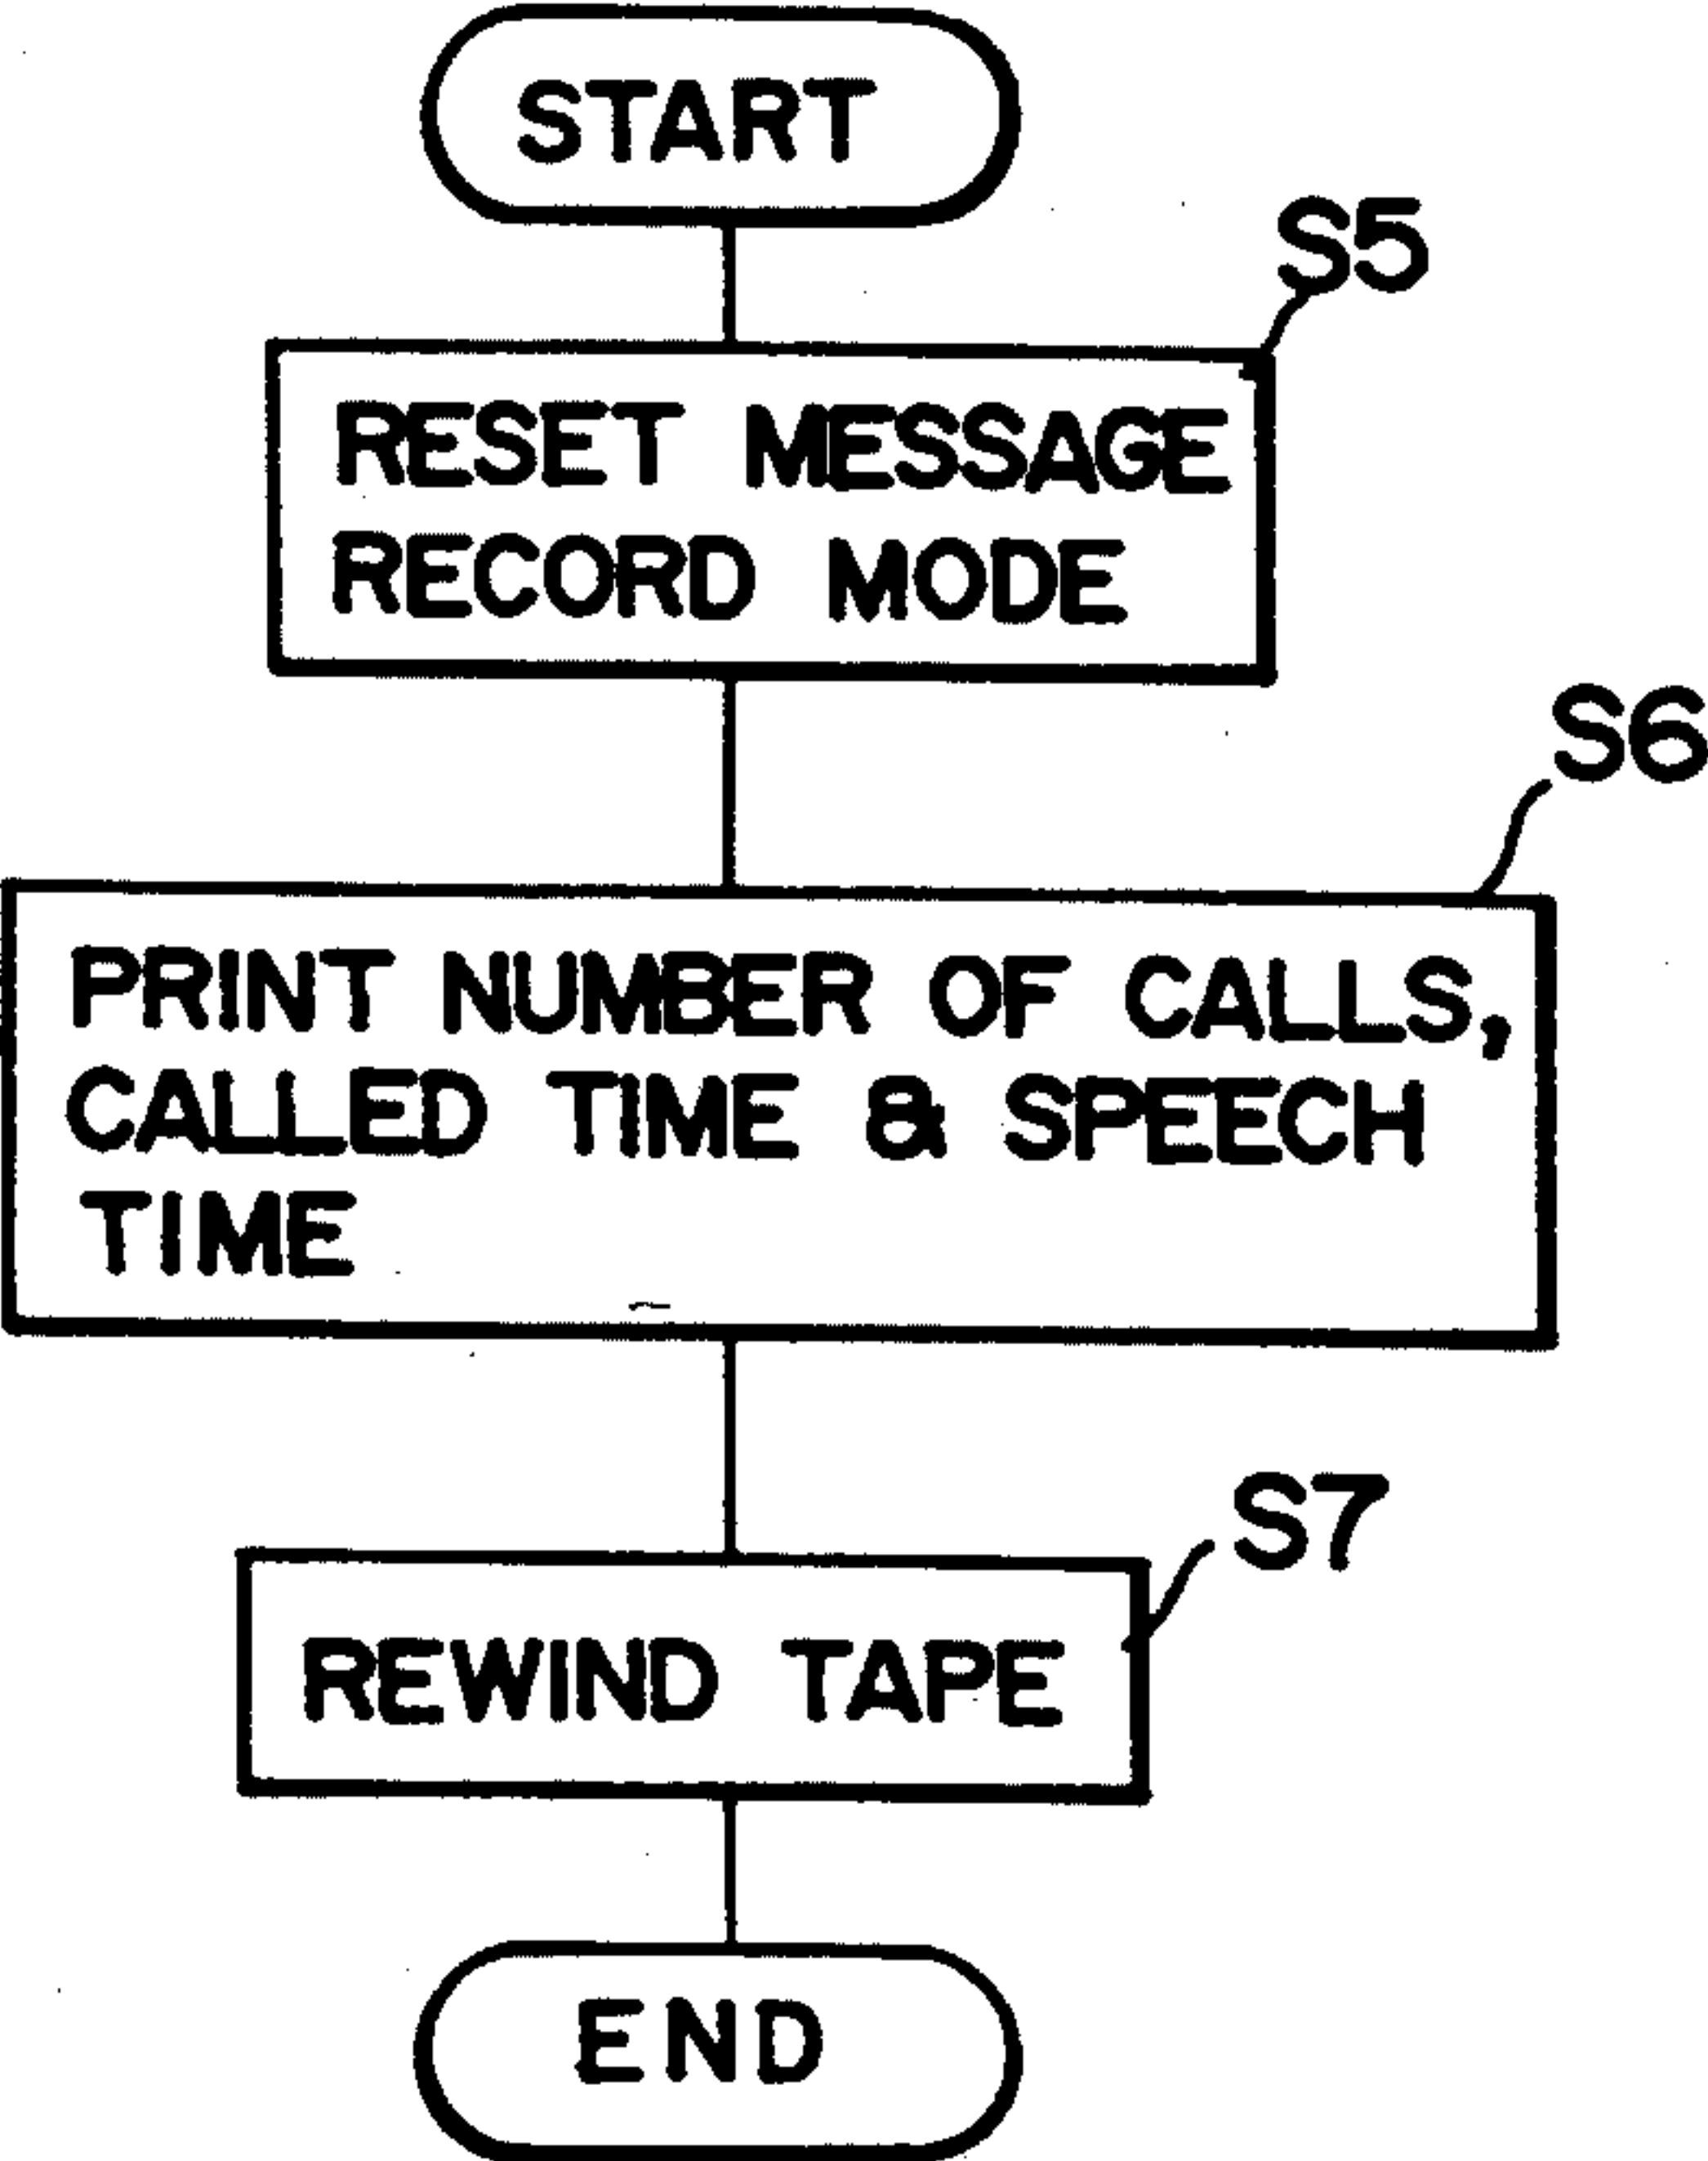 START
S5
RESET MESSAGE
RECORD MODE
S6
PRINT NUMBER OF CALLS,
CALLED TIME & SPEECH
TIME
S7
REWIND TAPE
END